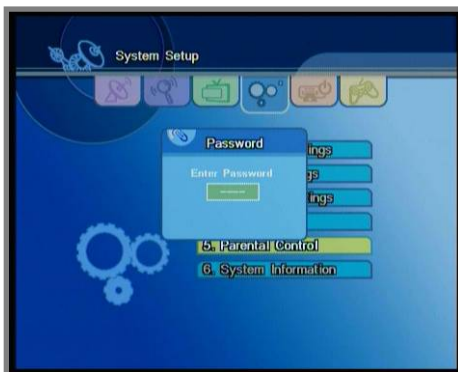 System Setup
Password
ings
Enter Password
gs
----
ings
5. Parental Control
6. System Information